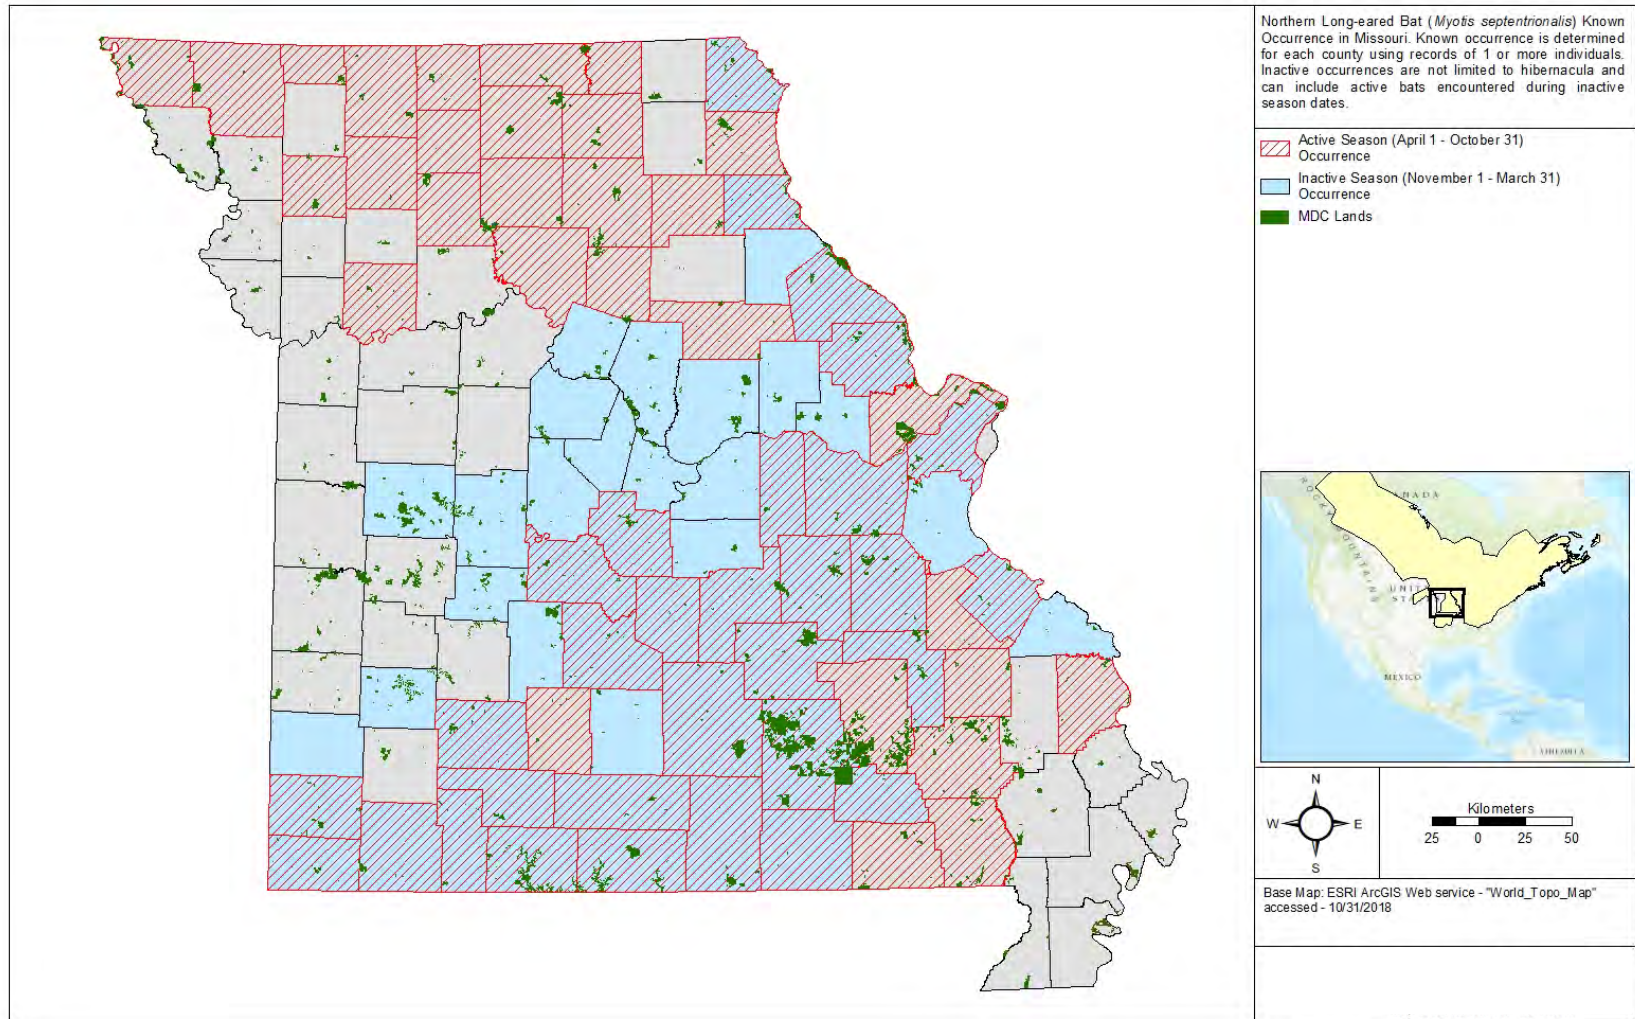 Northern Long-eared Bat (Myotis septentrionalis) Known
Occurrence in Missouri. Known occurrence is determined
for each county using records of 1 or more individuals.
Inactive occurrences are not limited to hibernacula and
can include active bats encountered during inactive
season dates.
Active Season (April 1 - October 31)
Occurrence
Inactive Season (November 1 - March 31)
Occurrence
MDC Lands
MEXICO
N
W E
S
Kilometers
25 0 25 50
Base Map: ESRI ArcGIS Web service - "World_Topo_Map"
accessed - 10/31/2018